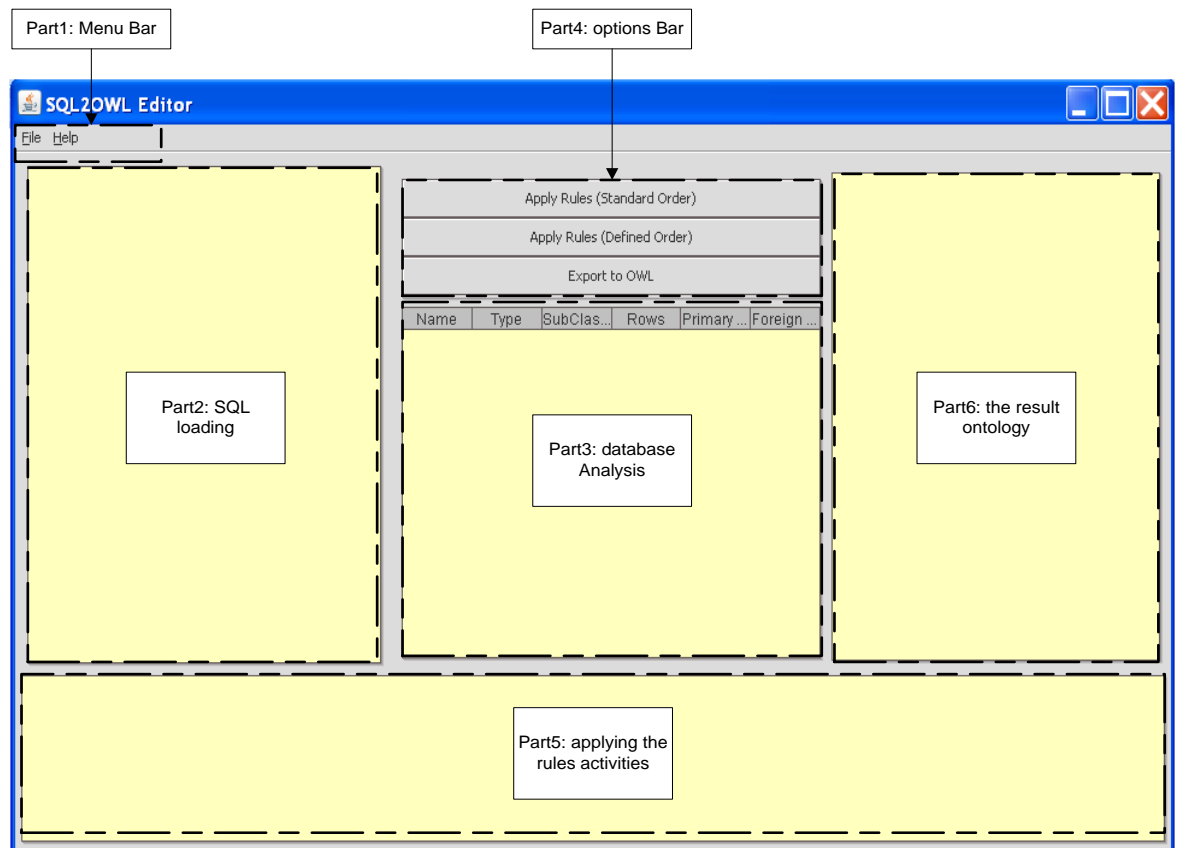 Part1: Menu Bar
Part4: options Bar
SQL2OWL Editor
File Help
Apply Rules (Standard Order)
Apply Rules (Defined Order)
Export to OWL
Name Type SubClas... Rows Primary ... Foreign ...
Part2: SQL
loading
Part3: database
Analysis
Part6: the result
ontology
Part5: applying the
rules activities